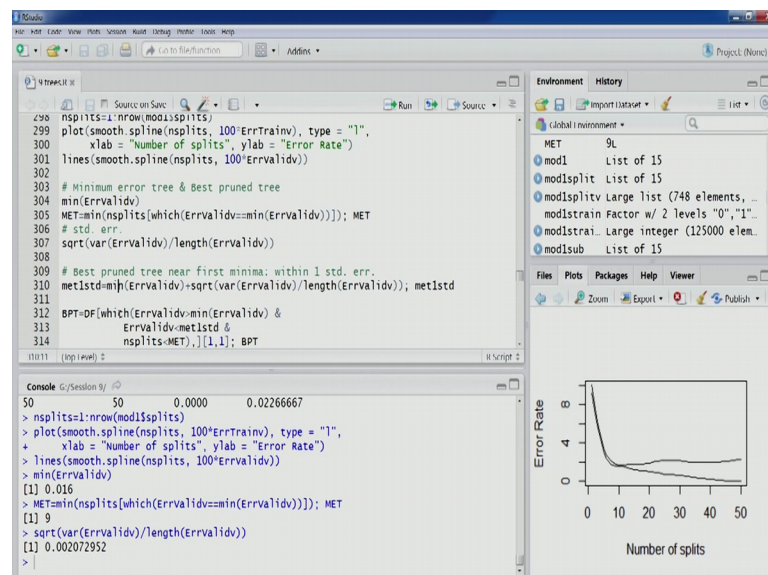 RStudio
File Edit Code View Plots Session Build Debug Profile Tools Help
Go to file/function
Addins
Project: (None)
9 trees.R
Source on Save
Run
Source
298 nsplits=1:nrow(mod1$splits)
299 plot(smooth.spline(nsplits, 100*ErrTrainv), type = "l",
300 xlab = "Number of splits", ylab = "Error Rate")
301 lines(smooth.spline(nsplits, 100*ErrValidv))
302
303 # Minimum error tree & Best pruned tree
304 min(ErrValidv)
305 MET=min(nsplits[which(ErrValidv==min(ErrValidv))]); MET
306 # std. err.
307 sqrt(var(ErrValidv)/length(ErrValidv))
308
309 # Best pruned tree near first minima: within 1 std. err.
310 met1std=min(ErrValidv)+sqrt(var(ErrValidv)/length(ErrValidv)); met1std
311
312 BPT=DF[which(ErrValidv>min(ErrValidv) &
313 ErrValidv<met1std &
314 nsplits<MET),][1,1]; BPT
310:11 (Top Level) R Script
Console G:/Session 9/
50 50 0.0000 0.02266667
> nsplits=1:nrow(mod1$splits)
> plot(smooth.spline(nsplits, 100*ErrTrainv), type = "l",
+ xlab = "Number of splits", ylab = "Error Rate")
> lines(smooth.spline(nsplits, 100*ErrValidv))
> min(ErrValidv)
[1] 0.016
> MET=min(nsplits[which(ErrValidv==min(ErrValidv))]); MET
[1] 9
> sqrt(var(ErrValidv)/length(ErrValidv))
[1] 0.002072952
>
Environment History
Import Dataset
List
Global Environment
MET 9L
mod1 List of 15
mod1split List of 15
mod1splitv Large list (748 elements, ...
mod1strain Factor w/ 2 levels "0","1"...
mod1strai… Large integer (125000 elem…
mod1sub List of 15
Files Plots Packages Help Viewer
Zoom Export Publish
Error Rate
8
4
0
0 10 20 30 40 50
Number of splits